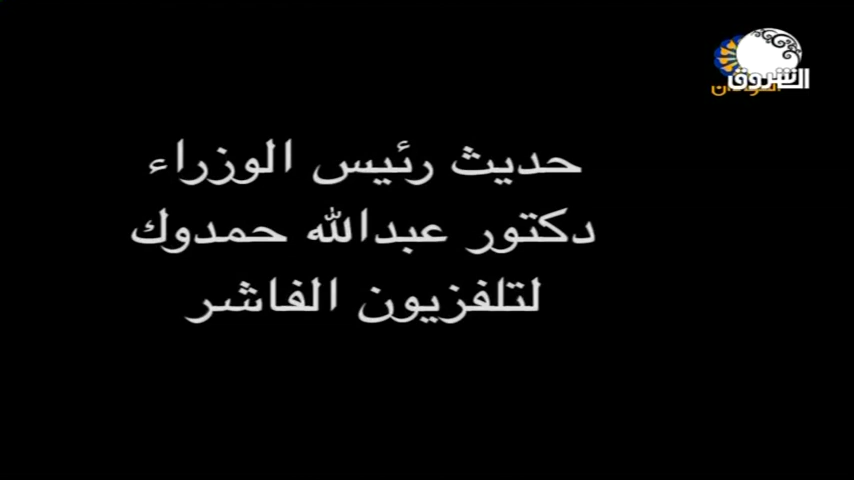 الشروق
حديث رئيس الوزراء
دكتور عبدالله حمدوك
لتلفزيون الفاشر